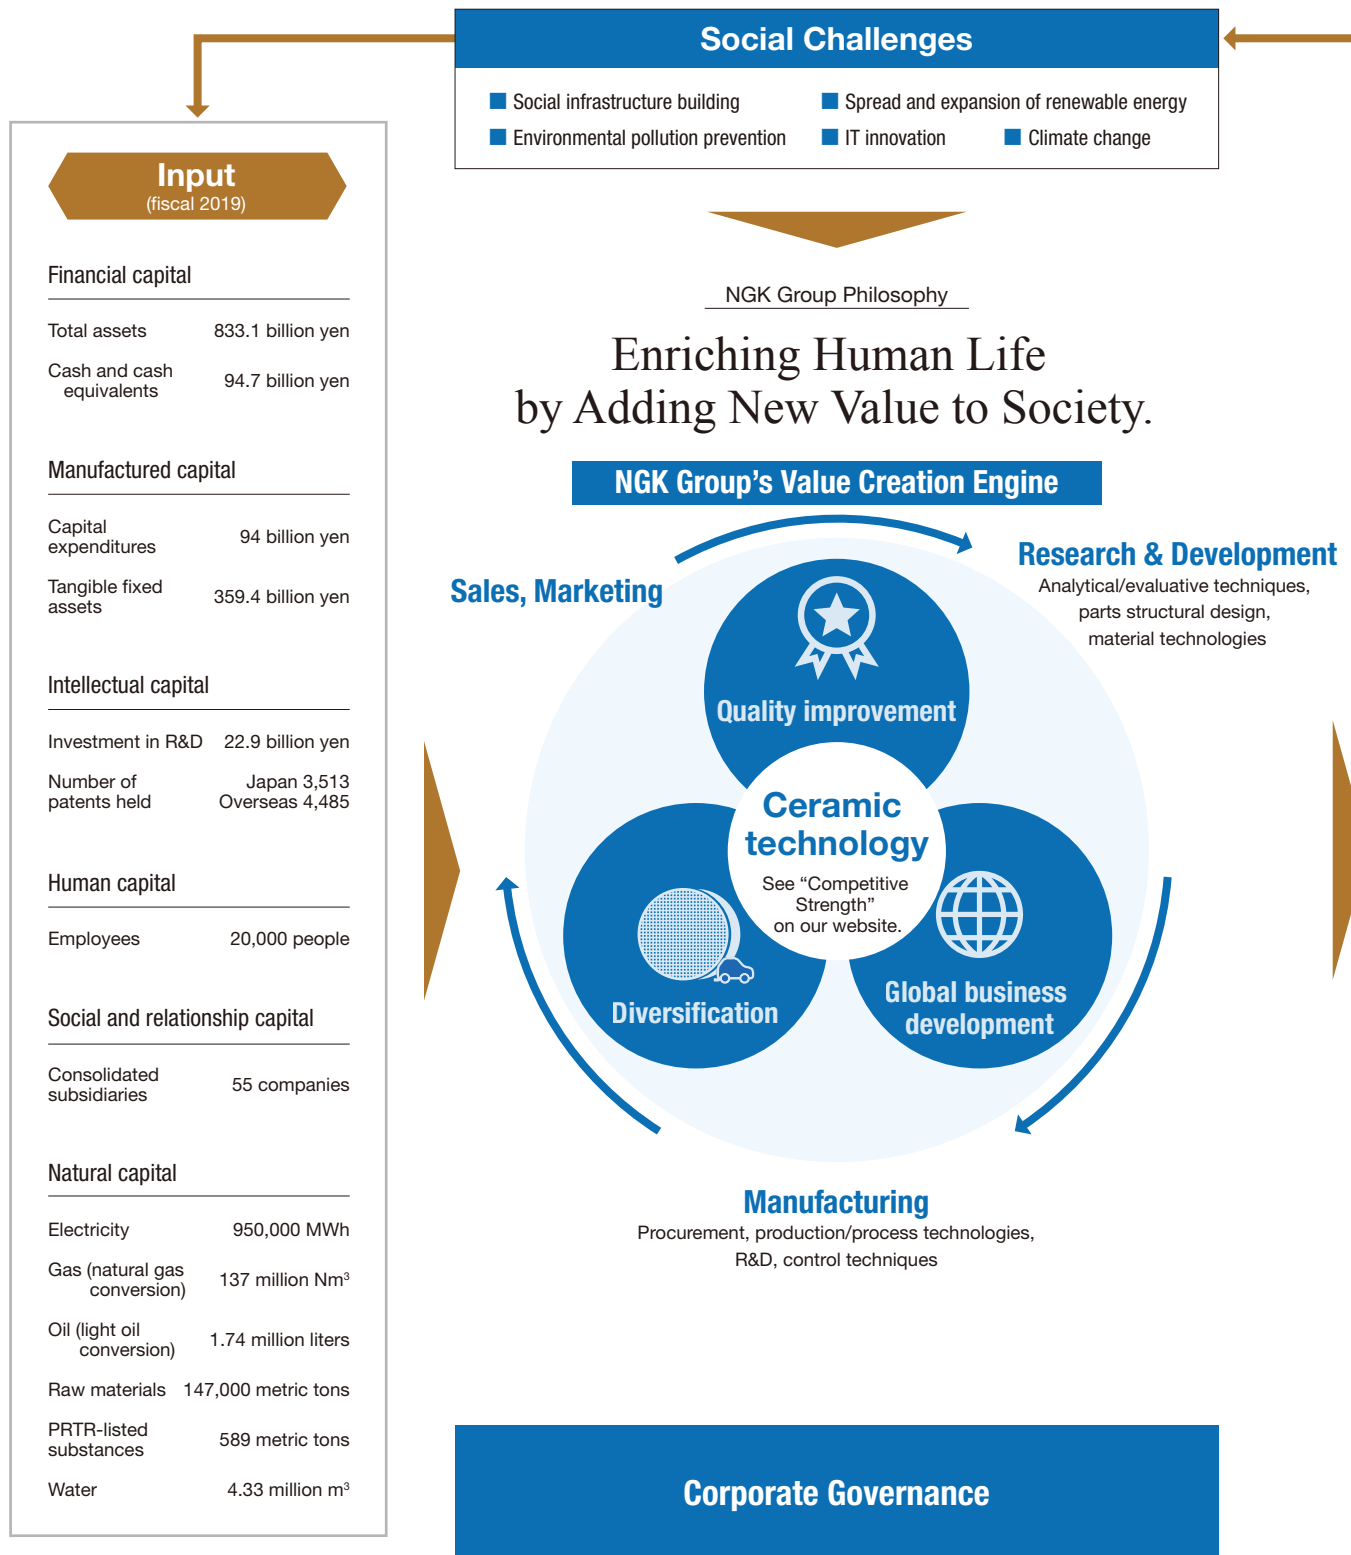 Social Challenges
Social infrastructure building
Spread and expansion of renewable energy
Environmental pollution prevention
IT innovation
Climate change
Input
(fiscal 2019)
Financial capital
Total assets 833.1 billion yen
Cash and cash
equivalents 94.7 billion yen
Manufactured capital
Capital
expenditures 94 billion yen
Tangible fixed
assets 359.4 billion yen
Intellectual capital
Investment in R&D 22.9 billion yen
Number of Japan 3,513
patents held Overseas 4,485
Human capital
Employees 20,000 people
Social and relationship capital
Consolidated
subsidiaries 55 companies
Natural capital
Electricity 950,000 MWh
Gas (natural gas
conversion) 137 million Nm³
Oil (light oil
conversion) 1.74 million liters
Raw materials 147,000 metric tons
PRTR-listed
substances 589 metric tons
Water 4.33 million m³
NGK Group Philosophy
Enriching Human Life
by Adding New Value to Society.
NGK Group's Value Creation Engine
Sales, Marketing
Research & Development
Analytical/evaluative techniques,
parts structural design,
material technologies
Quality improvement
Ceramic
technology
See “Competitive
Strength”
on our website.
Diversification
Global business
development
Manufacturing
Procurement, production/process technologies,
R&D, control techniques
Corporate Governance